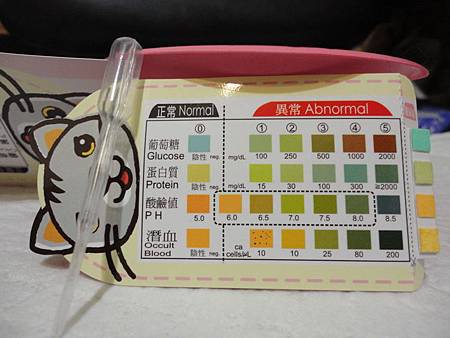 正常 Normal 異常 Abnormal
⓪ ① ② ③ ④ ⑤
葡萄糖
Glucose 陰性 neg. mg/dL 100 250 500 1000 2000
蛋白質
Protein 陰性 neg. mg/dL 15 30 100 300 ≧2000
酸鹼值
P H 5.0 6.0 6.5 7.0 7.5 8.0 8.5
潛血
Occult
Blood 陰性 neg. ca cells/μL 10 10 25 80 200